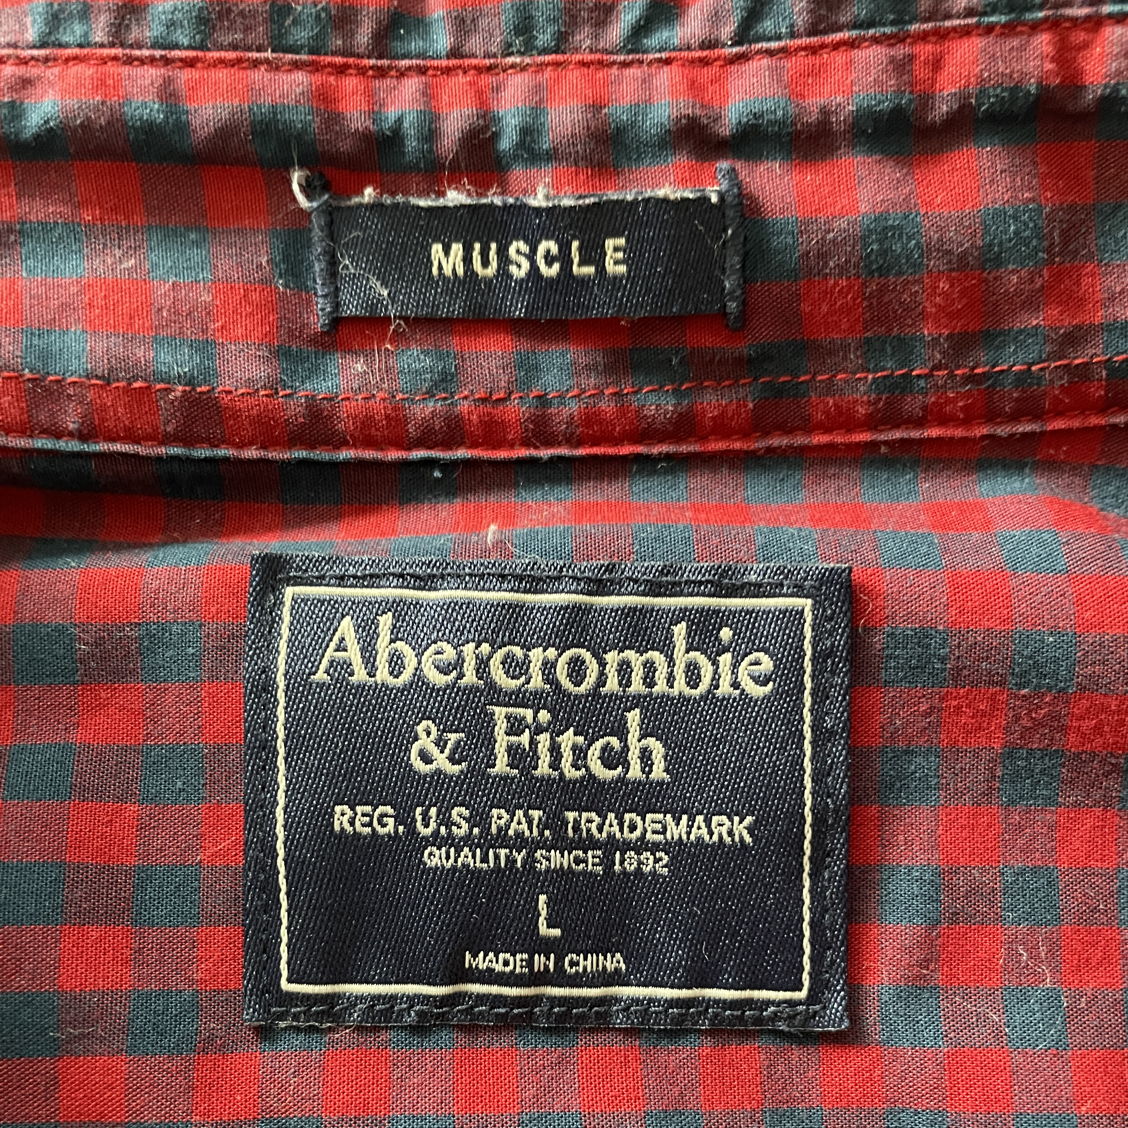 MUSCLE
Abercrombie
& Fitch
REG. U.S. PAT. TRADEMARK
QUALITY SINCE 1892
L
MADE IN CHINA